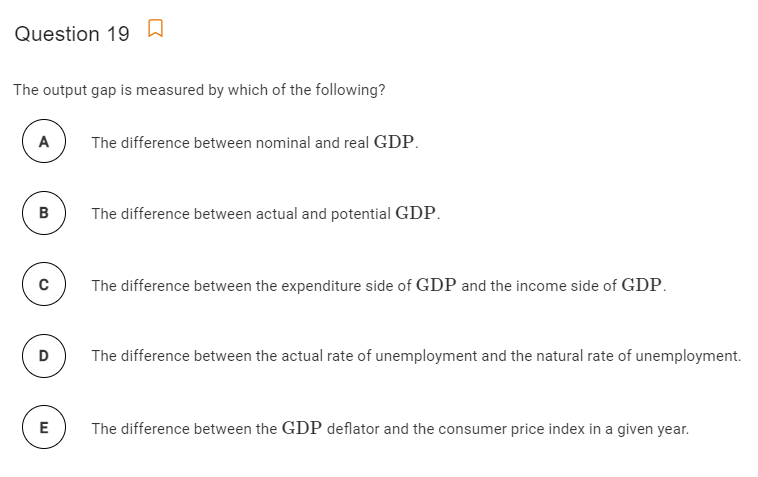 Question 19
The output gap is measured by which of the following?
A The difference between nominal and real GDP.
B The difference between actual and potential GDP.
C The difference between the expenditure side of GDP and the income side of GDP.
D The difference between the actual rate of unemployment and the natural rate of unemployment.
E The difference between the GDP deflator and the consumer price index in a given year.